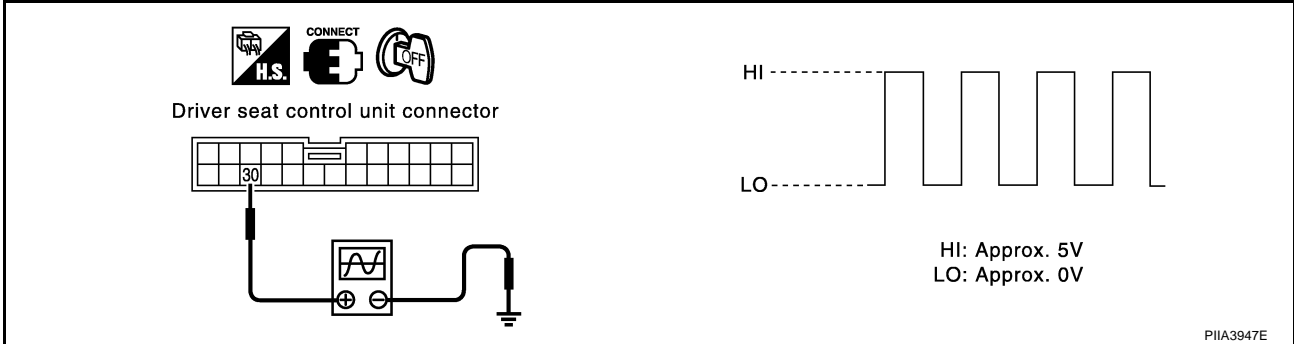 H.S.
CONNECT
OFF
Driver seat control unit connector
30
HI
LO
HI: Approx. 5V
LO: Approx. 0V
PIIA3947E